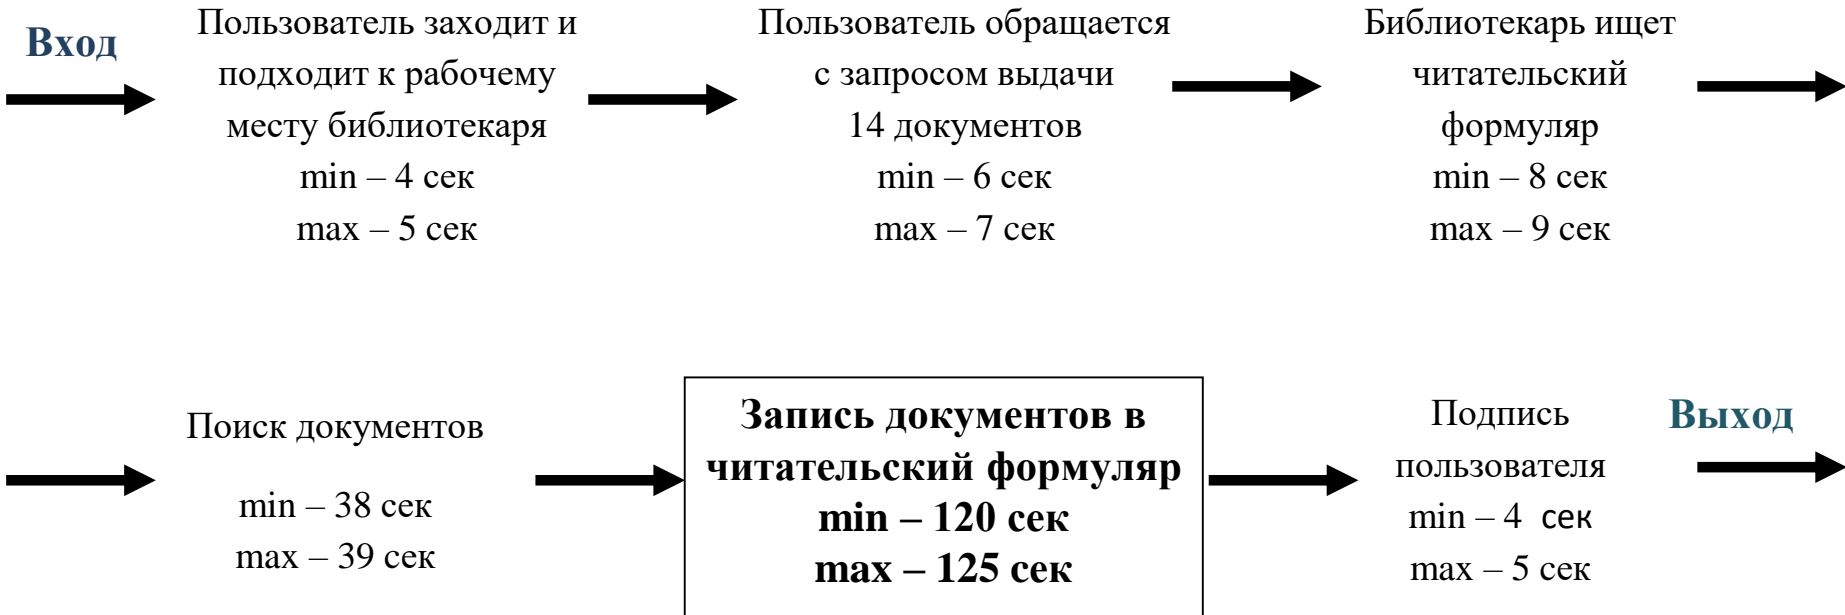 Вход
Пользователь заходит и
подходит к рабочему
месту библиотекаря
min – 4 сек
max – 5 сек
Пользователь обращается
с запросом выдачи
14 документов
min – 6 сек
max – 7 сек
Библиотекарь ищет
читательский
формуляр
min – 8 сек
max – 9 сек
Поиск документов
min – 38 сек
max – 39 сек
Запись документов в
читательский формуляр
min – 120 сек
max – 125 сек
Подпись
пользователя
min – 4 сек
max – 5 сек
Выход